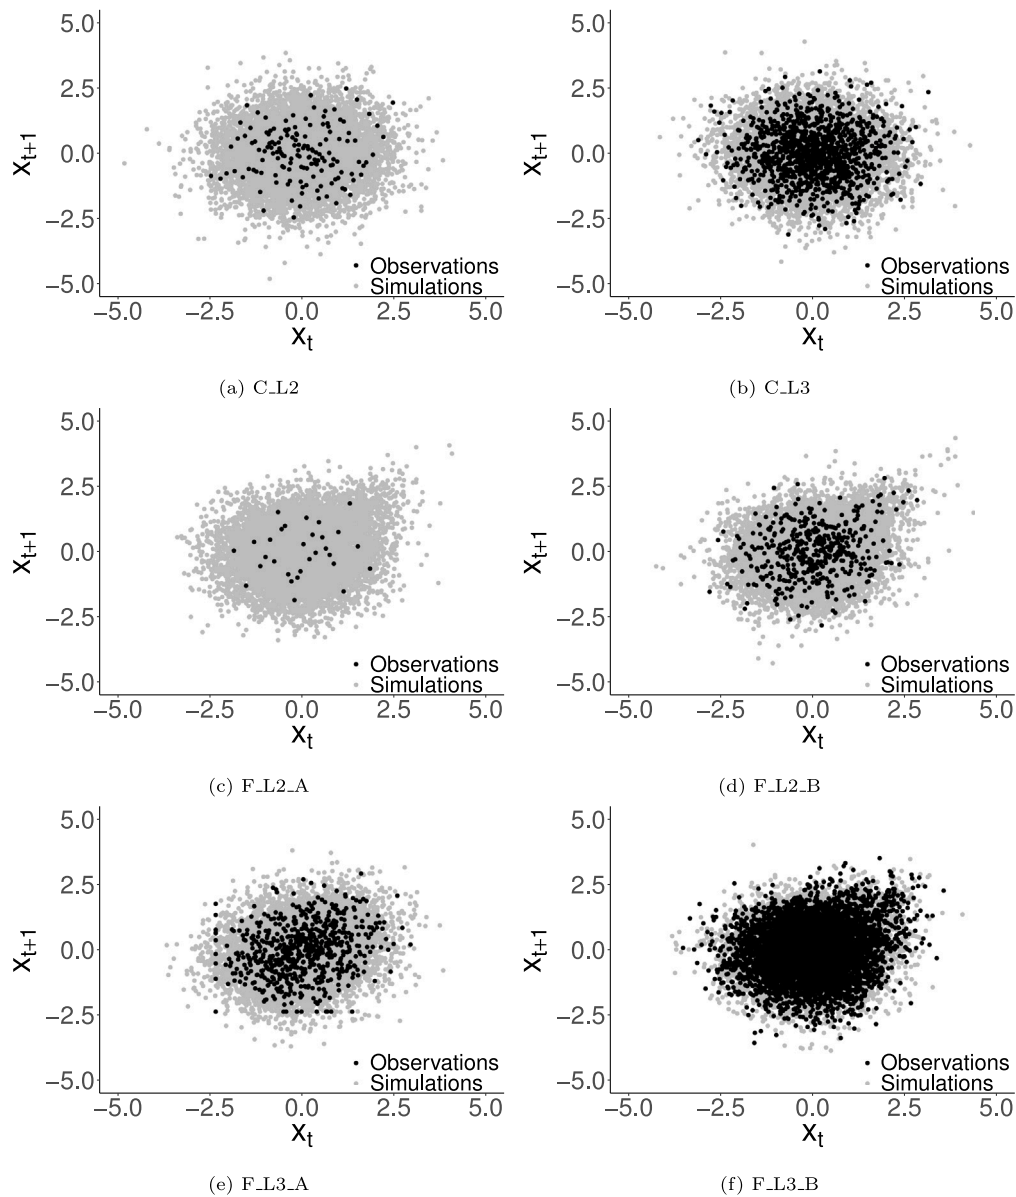 5.0
2.5
0.0
−2.5
−5.0
X_{t+1}
−5.0 −2.5 0.0 2.5 5.0
X_t
Observations
Simulations
(a) C_L2
5.0
2.5
0.0
−2.5
−5.0
X_{t+1}
−5.0 −2.5 0.0 2.5 5.0
X_t
Observations
Simulations
(b) C_L3
5.0
2.5
0.0
−2.5
−5.0
X_{t+1}
−5.0 −2.5 0.0 2.5 5.0
X_t
Observations
Simulations
(c) F_L2_A
5.0
2.5
0.0
−2.5
−5.0
X_{t+1}
−5.0 −2.5 0.0 2.5 5.0
X_t
Observations
Simulations
(d) F_L2_B
5.0
2.5
0.0
−2.5
−5.0
X_{t+1}
−5.0 −2.5 0.0 2.5 5.0
X_t
Observations
Simulations
(e) F_L3_A
5.0
2.5
0.0
−2.5
−5.0
X_{t+1}
−5.0 −2.5 0.0 2.5 5.0
X_t
Observations
Simulations
(f) F_L3_B